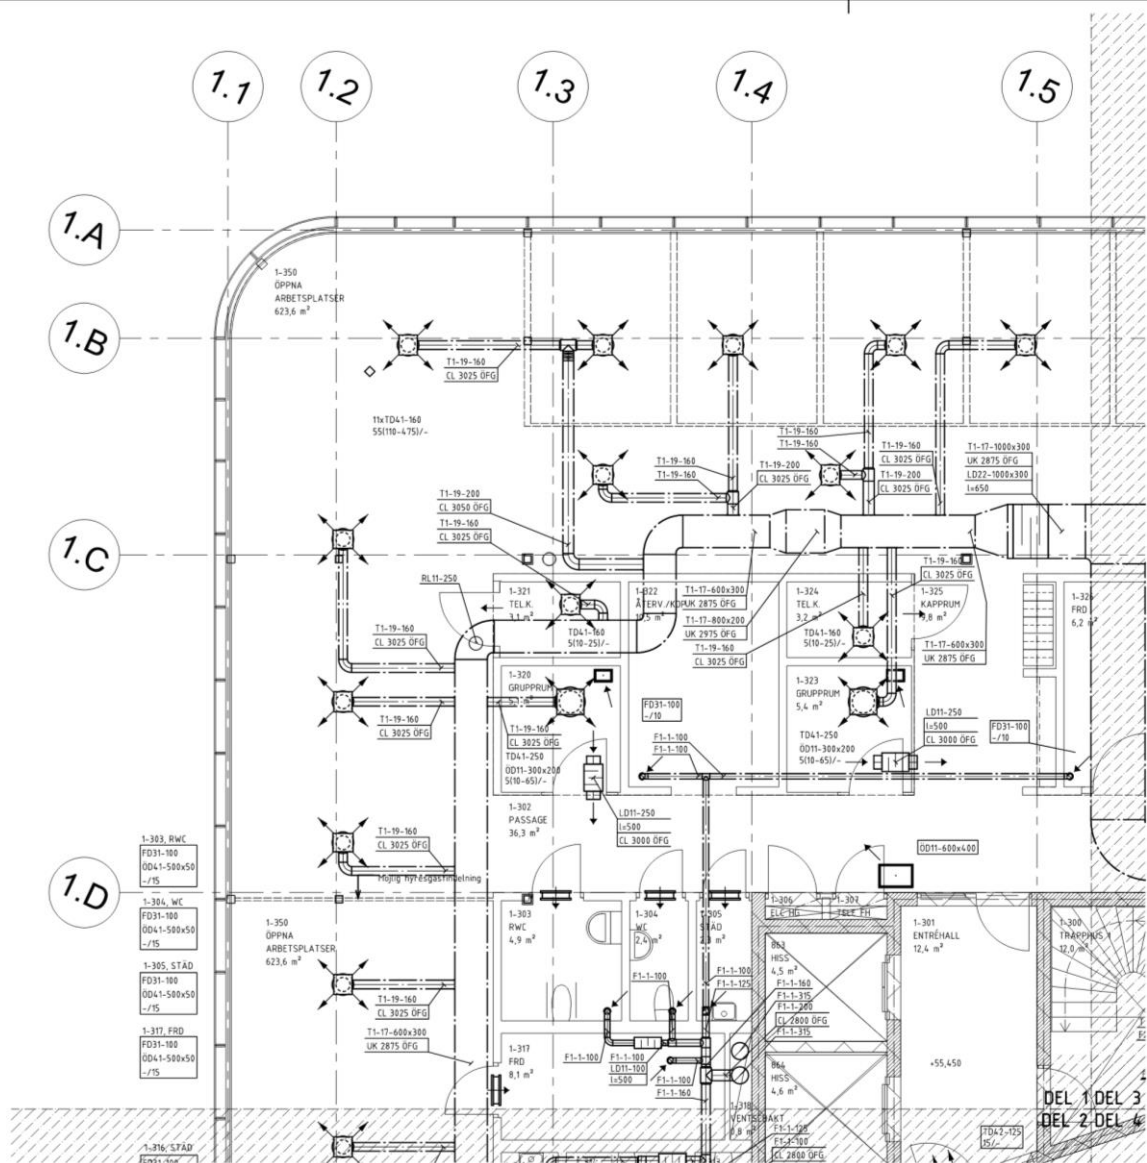 1.1
1.2
1.3
1.4
1.5
1.A
1.B
1.C
1.D
1-350
ÖPPNA
ARBETSPLATSER
623,6 m²
T1-19-160
CL 3025 ÖFG
11xTD41-160
55(110-475)/-
T1-19-160
T1-19-160
T1-19-200
CL 3025 ÖFG
T1-19-160
T1-19-160
T1-19-160
CL 3025 ÖFG
T1-19-200
CL 3025 ÖFG
T1-17-1000x300
UK 2875 ÖFG
LD22-1000x300
l=650
T1-19-200
CL 3050 ÖFG
T1-19-160
CL 3025 ÖFG
RL11-250
1-321
TEL.K.
3,1 m²
TD41-160
5(10-25)/-
T1-17-600x300
UK 2875 ÖFG
T1-17-800x200
UK 2975 ÖFG
T1-19-160
CL 3025 ÖFG
1-324
TEL.K.
3,2 m²
TD41-160
5(10-25)/-
T1-19-160
CL 3025 ÖFG
1-325
KAPPRUM
9,8 m²
T1-17-600x300
UK 2875 ÖFG
FRD
6,2 m²
T1-19-160
CL 3025 ÖFG
T1-19-160
CL 3025 ÖFG
1-320
GRUPPRUM
T1-19-160
CL 3025 ÖFG
TD41-250
ÖD11-300x200
5(10-65)/-
FD31-100
-/10
F1-1-100
F1-1-100
1-323
GRUPPRUM
5,4 m²
TD41-250
ÖD11-300x200
5(10-65)/-
LD11-250
l=500
CL 3000 ÖFG
FD31-100
-/10
1-302
PASSAGE
36,3 m²
LD11-250
l=500
CL 3000 ÖFG
T1-19-160
CL 3025 ÖFG
Möjlig hyresgästindelning
ÖD11-600x400
1-303, RWC
FD31-100
ÖD41-500x50
-/15
1-304, WC
FD31-100
ÖD41-500x50
-/15
1-305, STÄD
FD31-100
ÖD41-500x50
-/15
1-317, FRD
FD31-100
ÖD41-500x50
-/15
1-316, STÄD
1-350
ÖPPNA
ARBETSPLATSER
623,6 m²
T1-19-160
CL 3025 ÖFG
T1-17-600x300
UK 2875 ÖFG
1-303
RWC
4,9 m²
1-304
WC
2,4 m²
STÄD
1-306
1-307
1-301
ENTRÉHALL
12,4 m²
1-300
TRAPPHUS 1
12,0 m²
HISS
4,5 m²
F1-1-100
F1-1-100
F1-1-125
F1-1-160
F1-1-315
F1-1-200
CL 2800 ÖFG
F1-1-315
1-317
FRD
8,1 m²
F1-1-100
F1-1-100
LD11-100
l=500
F1-1-100
F1-1-160
864
HISS
4,6 m²
+55,450
1-318
VENTSCHAKT
F1-1-125
F1-1-100
CL 2800 ÖFG
TD42-125
15/-
DEL 1 DEL 3
DEL 2 DEL 4